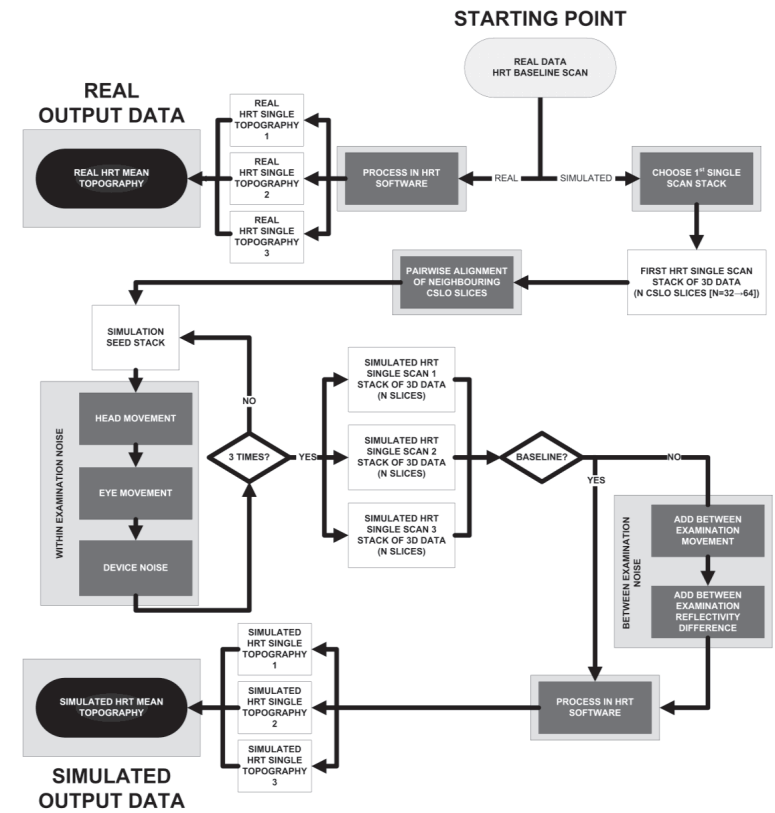 STARTING POINT
REAL DATA
HRT BASELINE SCAN
REAL
OUTPUT DATA
REAL
HRT SINGLE
TOPOGRAPHY
1
REAL HRT MEAN
TOPOGRAPHY
REAL
HRT SINGLE
TOPOGRAPHY
2
PROCESS IN HRT
SOFTWARE
REAL
SIMULATED
CHOOSE 1st SINGLE
SCAN STACK
REAL
HRT SINGLE
TOPOGRAPHY
3
PAIRWISE ALIGNMENT
OF NEIGHBOURING
CSLO SLICES
FIRST HRT SINGLE SCAN
STACK OF 3D DATA
(N CSLO SLICES [N=32→64])
SIMULATION
SEED STACK
WITHIN EXAMINATION NOISE
HEAD MOVEMENT
EYE MOVEMENT
DEVICE NOISE
NO
3 TIMES?
YES
SIMULATED HRT
SINGLE SCAN 1
STACK OF 3D DATA
(N SLICES)
SIMULATED HRT
SINGLE SCAN 2
STACK OF 3D DATA
(N SLICES)
SIMULATED HRT
SINGLE SCAN 3
STACK OF 3D DATA
(N SLICES)
BASELINE?
NO
YES
BETWEEN EXAMINATION
NOISE
ADD BETWEEN
EXAMINATION
MOVEMENT
ADD BETWEEN
EXAMINATION
REFLECTIVITY
DIFFERENCE
PROCESS IN HRT
SOFTWARE
SIMULATED
HRT SINGLE
TOPOGRAPHY
1
SIMULATED
HRT SINGLE
TOPOGRAPHY
2
SIMULATED
HRT SINGLE
TOPOGRAPHY
3
SIMULATED HRT MEAN
TOPOGRAPHY
SIMULATED
OUTPUT DATA